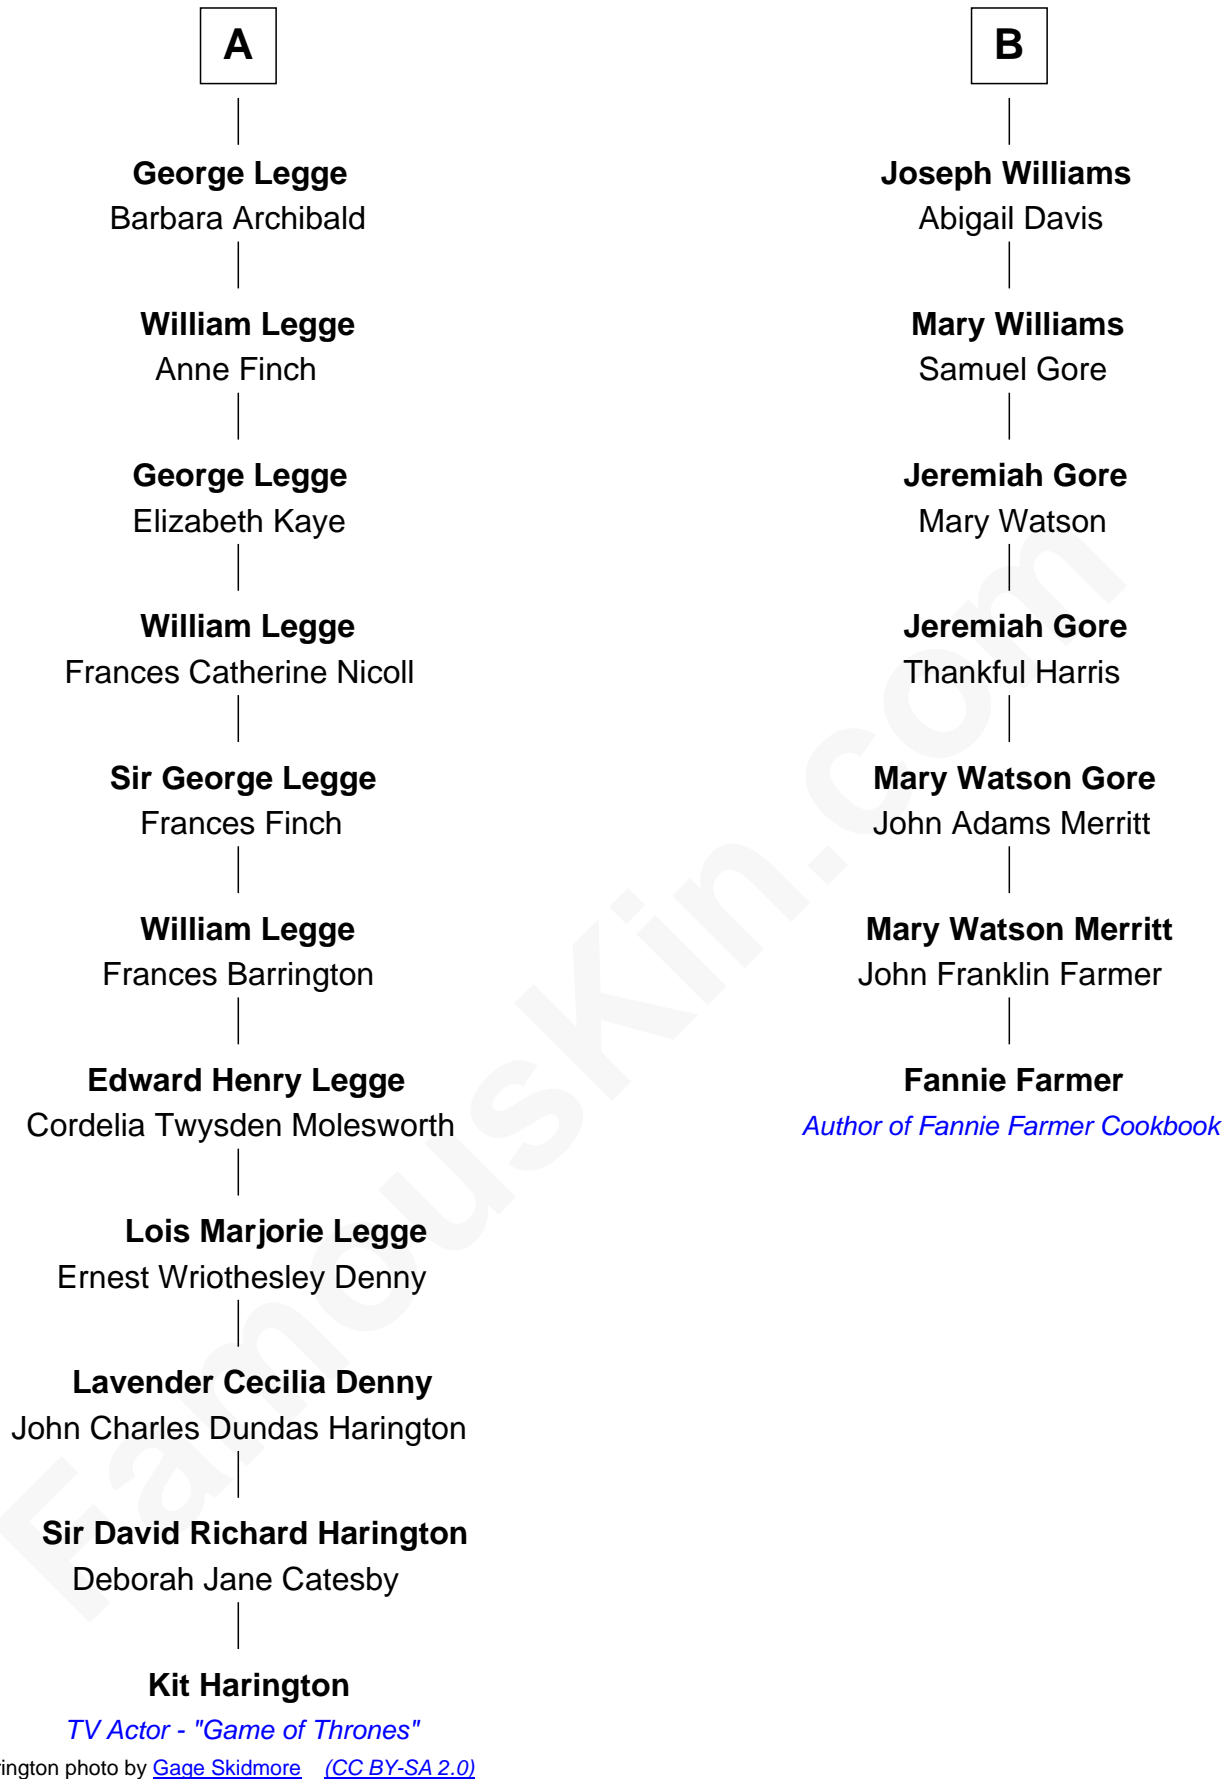 A
George Legge
Barbara Archibald
William Legge
Anne Finch
George Legge
Elizabeth Kaye
William Legge
Frances Catherine Nicoll
Sir George Legge
Frances Finch
William Legge
Frances Barrington
Edward Henry Legge
Cordelia Twysden Molesworth
Lois Marjorie Legge
Ernest Wriothesley Denny
Lavender Cecilia Denny
John Charles Dundas Harington
Sir David Richard Harington
Deborah Jane Catesby
Kit Harington
TV Actor - "Game of Thrones"
rington photo by Gage Skidmore (CC BY-SA 2.0)
B
Joseph Williams
Abigail Davis
Mary Williams
Samuel Gore
Jeremiah Gore
Mary Watson
Jeremiah Gore
Thankful Harris
Mary Watson Gore
John Adams Merritt
Mary Watson Merritt
John Franklin Farmer
Fannie Farmer
Author of Fannie Farmer Cookbook
FamousKin.com